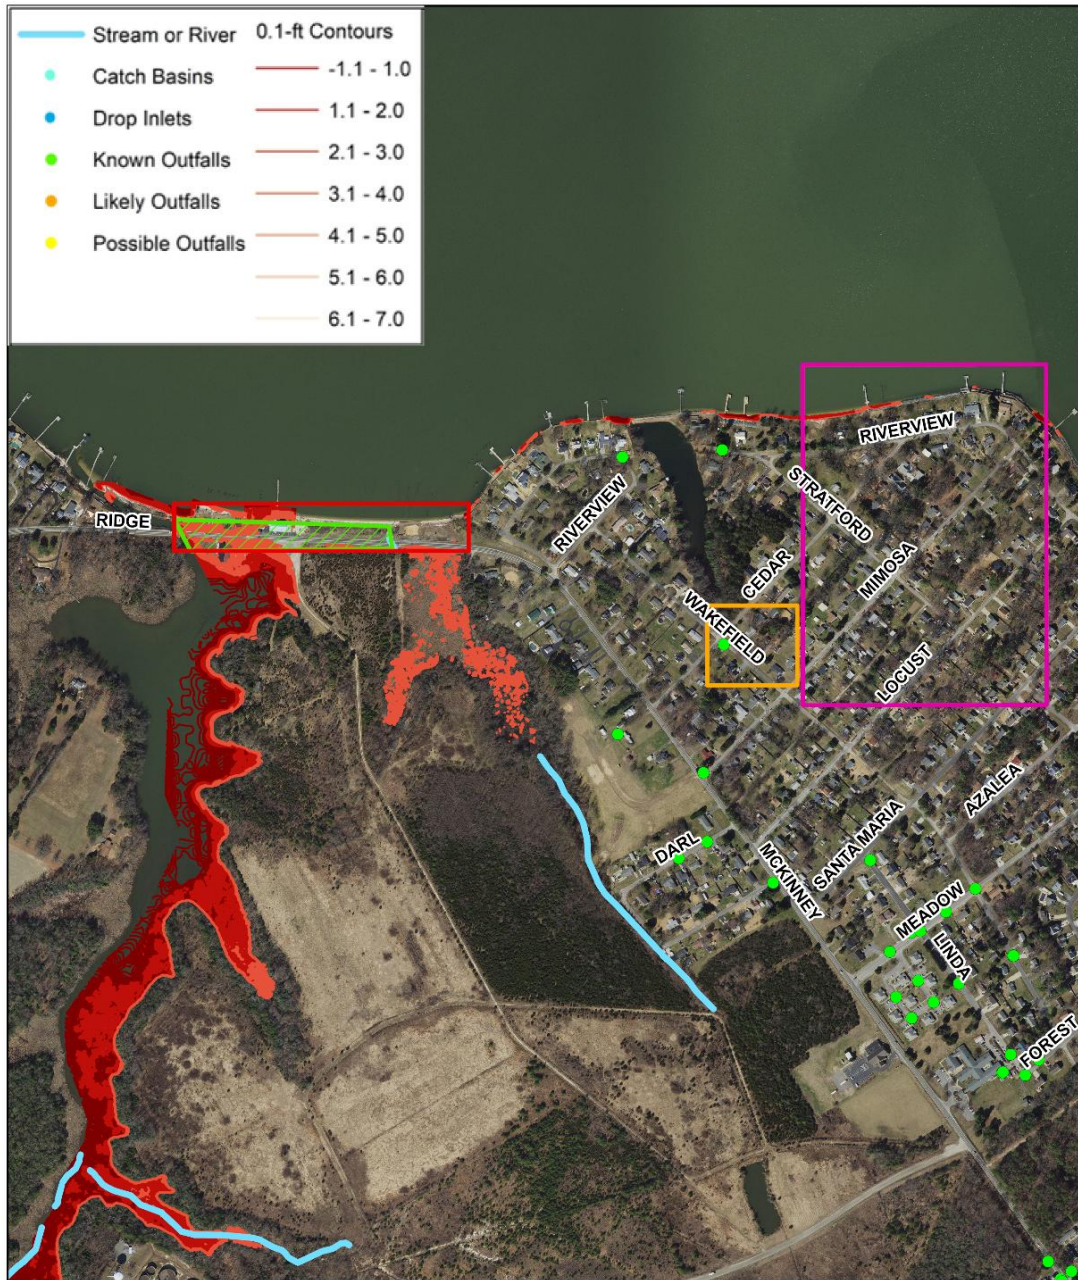 Stream or River
Catch Basins
Drop Inlets
Known Outfalls
Likely Outfalls
Possible Outfalls
0.1-ft Contours
-1.1 - 1.0
1.1 - 2.0
2.1 - 3.0
3.1 - 4.0
4.1 - 5.0
5.1 - 6.0
6.1 - 7.0
RIVERVIEW
RIDGE
RIVERVIEW
STRATFORD
MIMOSA
CEDAR
WAKEFIELD
LOCUST
AZALEA
DARL
MCKINNEY
SANTA MARIA
MEADOW
LINDA
FOREST